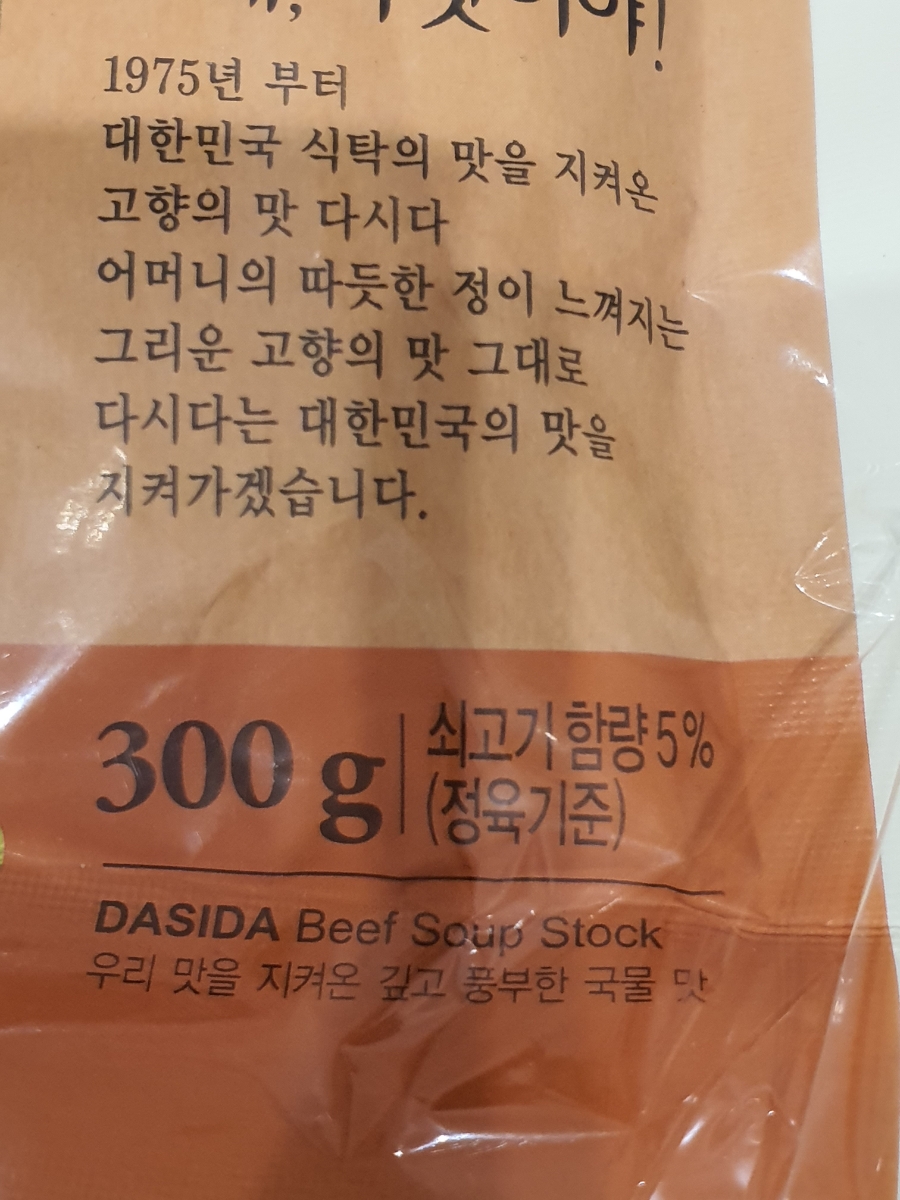 1975년 부터
대한민국 식탁의 맛을 지켜온
고향의 맛 다시다
어머니의 따듯한 정이 느껴지는
그리운 고향의 맛 그대로
다시다는 대한민국의 맛을
지켜가겠습니다.
300 g
쇠고기 함량 5%
(정육기준)
DASIDA Beef Soup Stock
우리 맛을 지켜온 깊고 풍부한 국물 맛